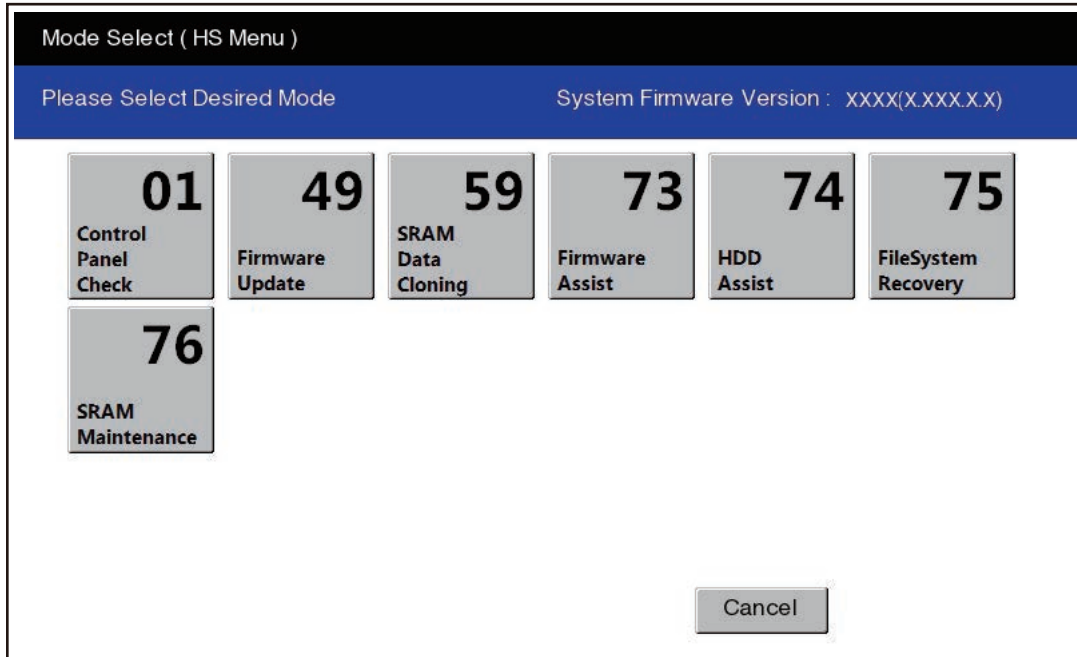 Mode Select ( HS Menu )
Please Select Desired Mode
System Firmware Version : XXXX(X.XXX.X.X)
01
Control
Panel
Check
49
Firmware
Update
59
SRAM
Data
Cloning
73
Firmware
Assist
74
HDD
Assist
75
FileSystem
Recovery
76
SRAM
Maintenance
Cancel